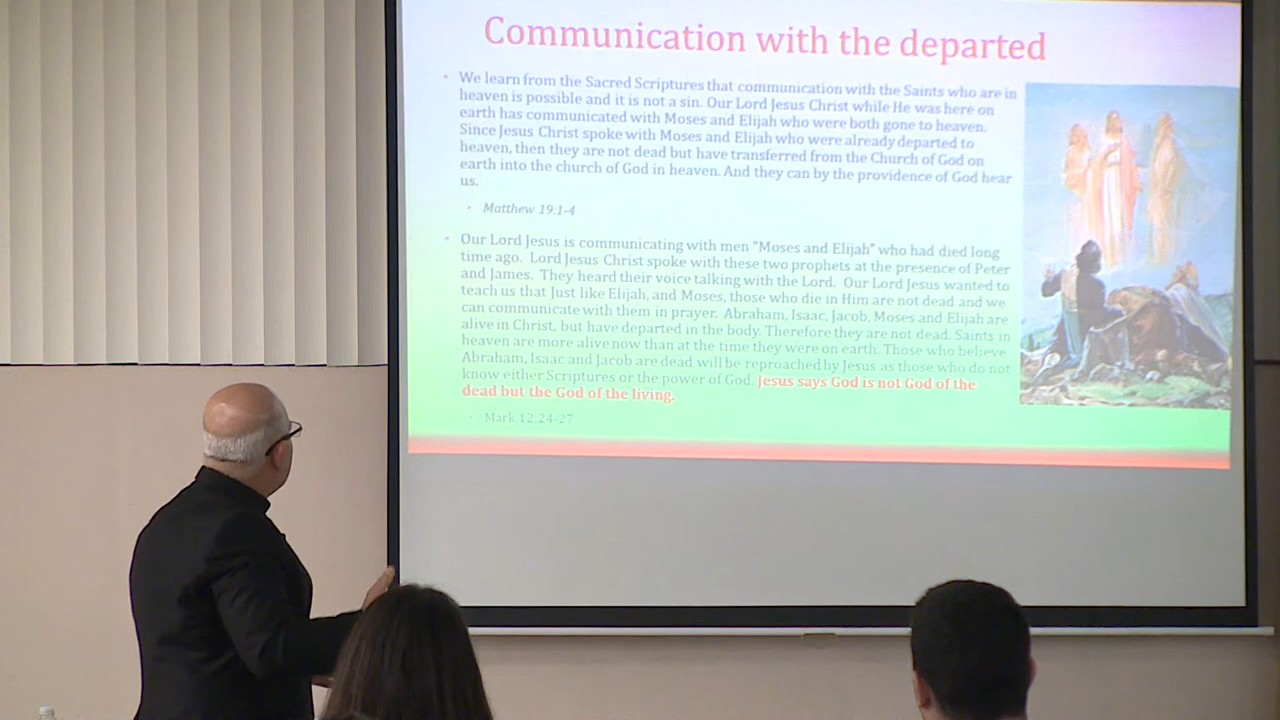 Communication with the departed
We learn from the Sacred Scriptures that communication with the Saints who are in
heaven is possible and it is not a sin. Our Lord Jesus Christ while He was here on
earth has communicated with Moses and Elijah who were both gone to heaven.
Since Jesus Christ spoke with Moses and Elijah who were already departed to
heaven, then they are not dead but have transferred from the Church of God on
earth into the church of God in heaven. And they can by the providence of God hear
us.
Matthew 19:1-4
Our Lord Jesus is communicating with men "Moses and Elijah" who had died long
time ago. Lord Jesus Christ spoke with these two prophets at the presence of Peter
and James. They heard their voice talking with the Lord. Our Lord Jesus wanted to
teach us that Just like Elijah, and Moses, those who die in Him are not dead and we
can communicate with them in prayer. Abraham, Isaac, Jacob, Moses and Elijah are
alive in Christ, but have departed in the body. Therefore they are not dead. Saints in
heaven are more alive now than at the time they were on earth. Those who believe
Abraham, Isaac and Jacob are dead will be reproached by Jesus as those who do not
know either Scriptures or the power of God. Jesus says God is not God of the
dead but the God of the living.
Mark 12:24-27